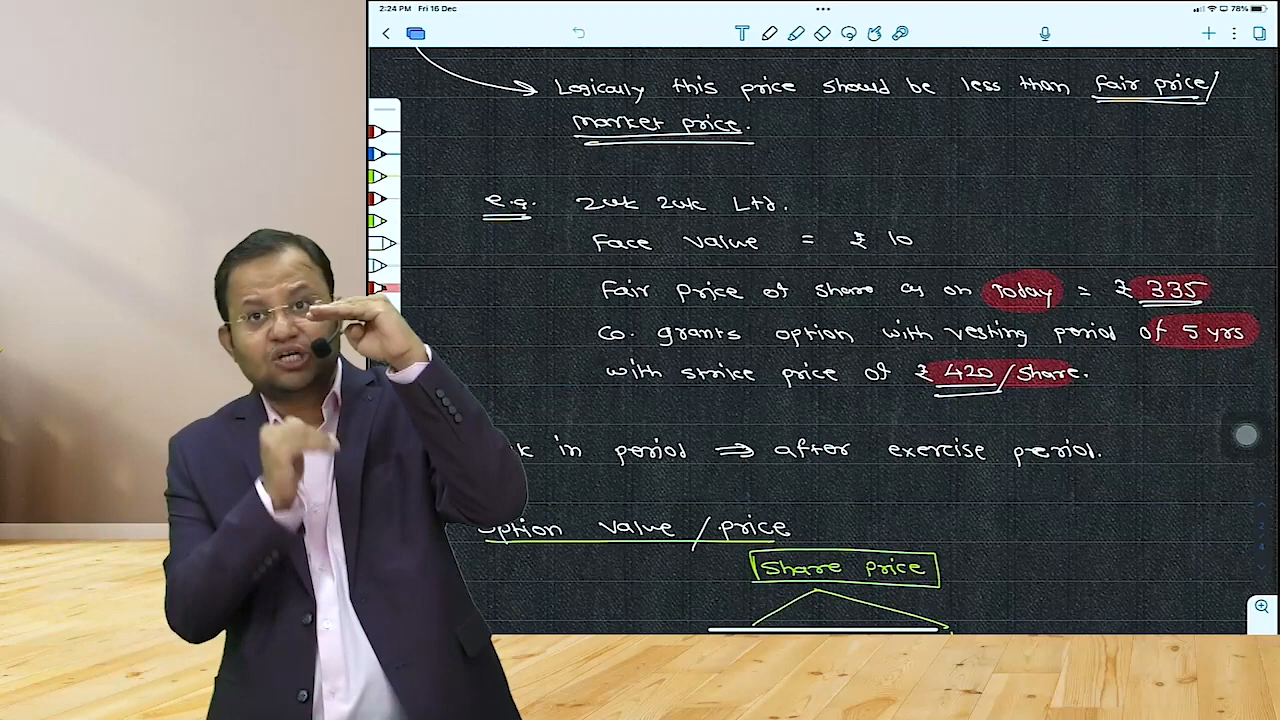 2:24 PM Fri 16 Dec
78%
Logically this price should be less than fair price/
market price.
e.g. Zuk Zuk Ltd.
Face value = ₹ 10
Fair price of share as on Today = ₹ 335
Co. grants option with vesting period of 5 yrs
with strike price of ₹ 420/share.
in period ⇒ after exercise period.
option value/price
Share price